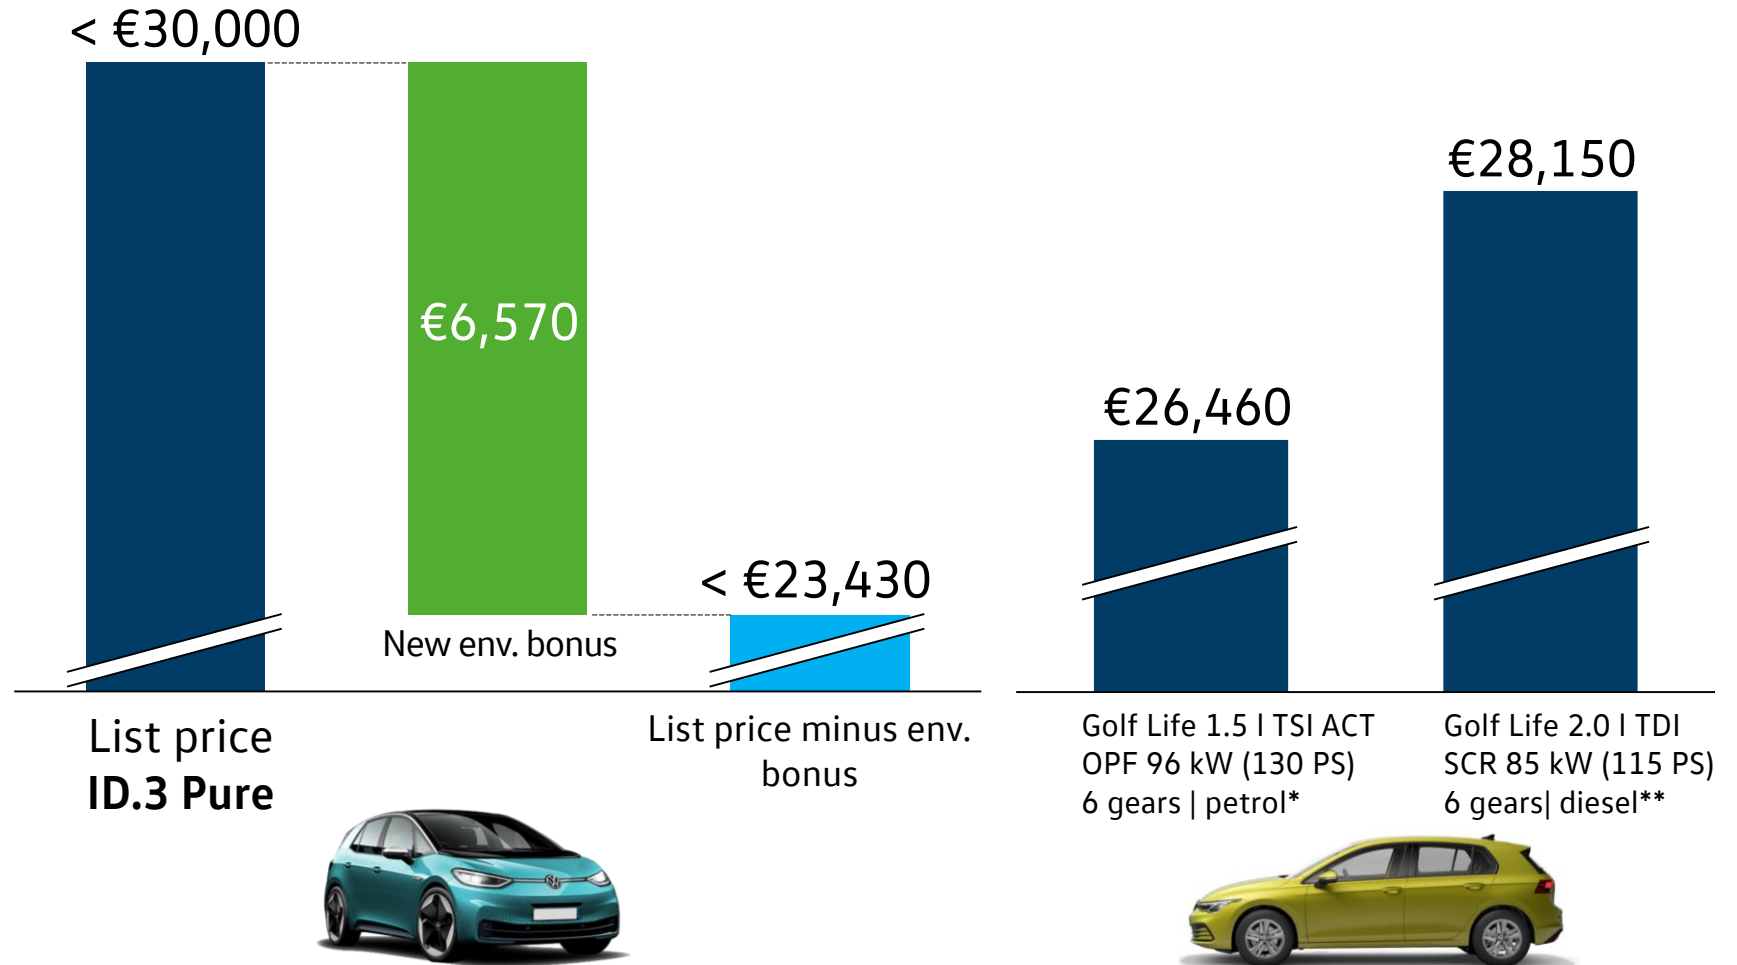 < €30,000
€6,570
New env. bonus
< €23,430
List price
ID.3 Pure
List price minus env.
bonus
€26,460
€28,150
Golf Life 1.5 l TSI ACT
OPF 96 kW (130 PS)
6 gears | petrol*
Golf Life 2.0 l TDI
SCR 85 kW (115 PS)
6 gears| diesel**